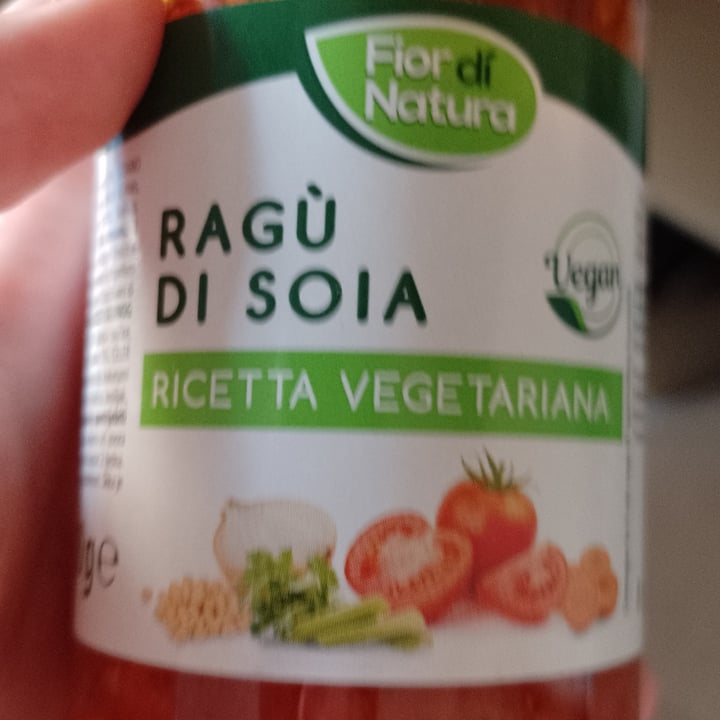 Fior di
Natura
RAGÙ
DI SOIA
Vegan
RICETTA VEGETARIANA
g℮